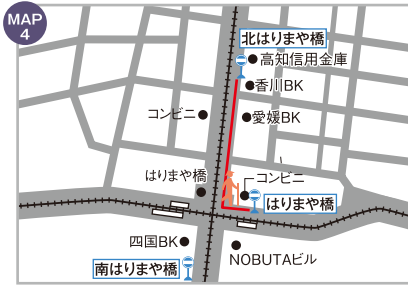 MAP
4
北はりまや橋
高知信用金庫
香川BK
コンビニ
愛媛BK
はりまや橋
コンビニ
はりまや橋
四国BK
NOBUTAビル
南はりまや橋